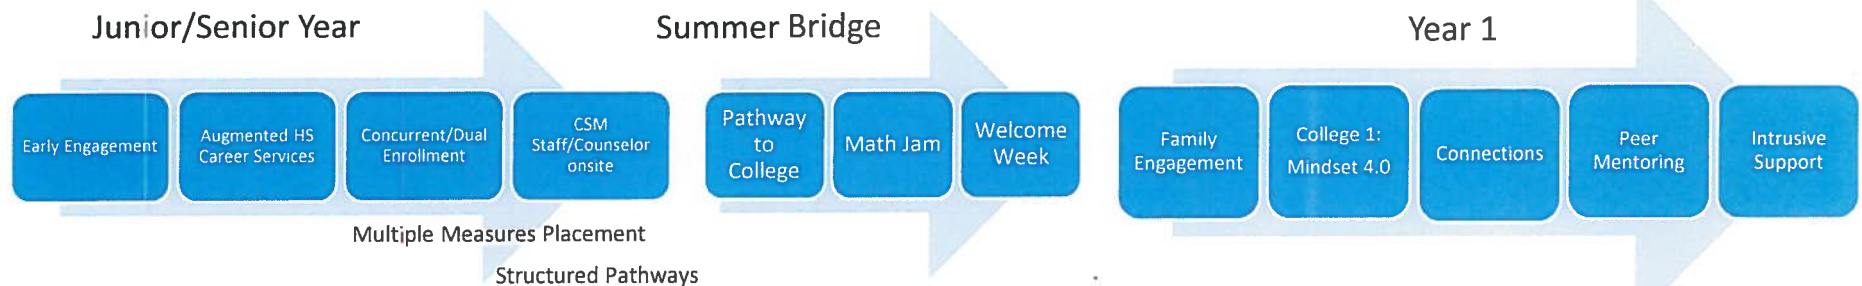 Junior/Senior Year
Early Engagement
Augmented HS
Career Services
Concurrent/Dual
Enrollment
CSM
Staff/Counselor
onsite
Multiple Measures Placement
Structured Pathways
Summer Bridge
Pathway
to
College
Math Jam
Welcome
Week
Year 1
Family
Engagement
College 1:
Mindset 4.0
Connections
Peer
Mentoring
Intrusive
Support